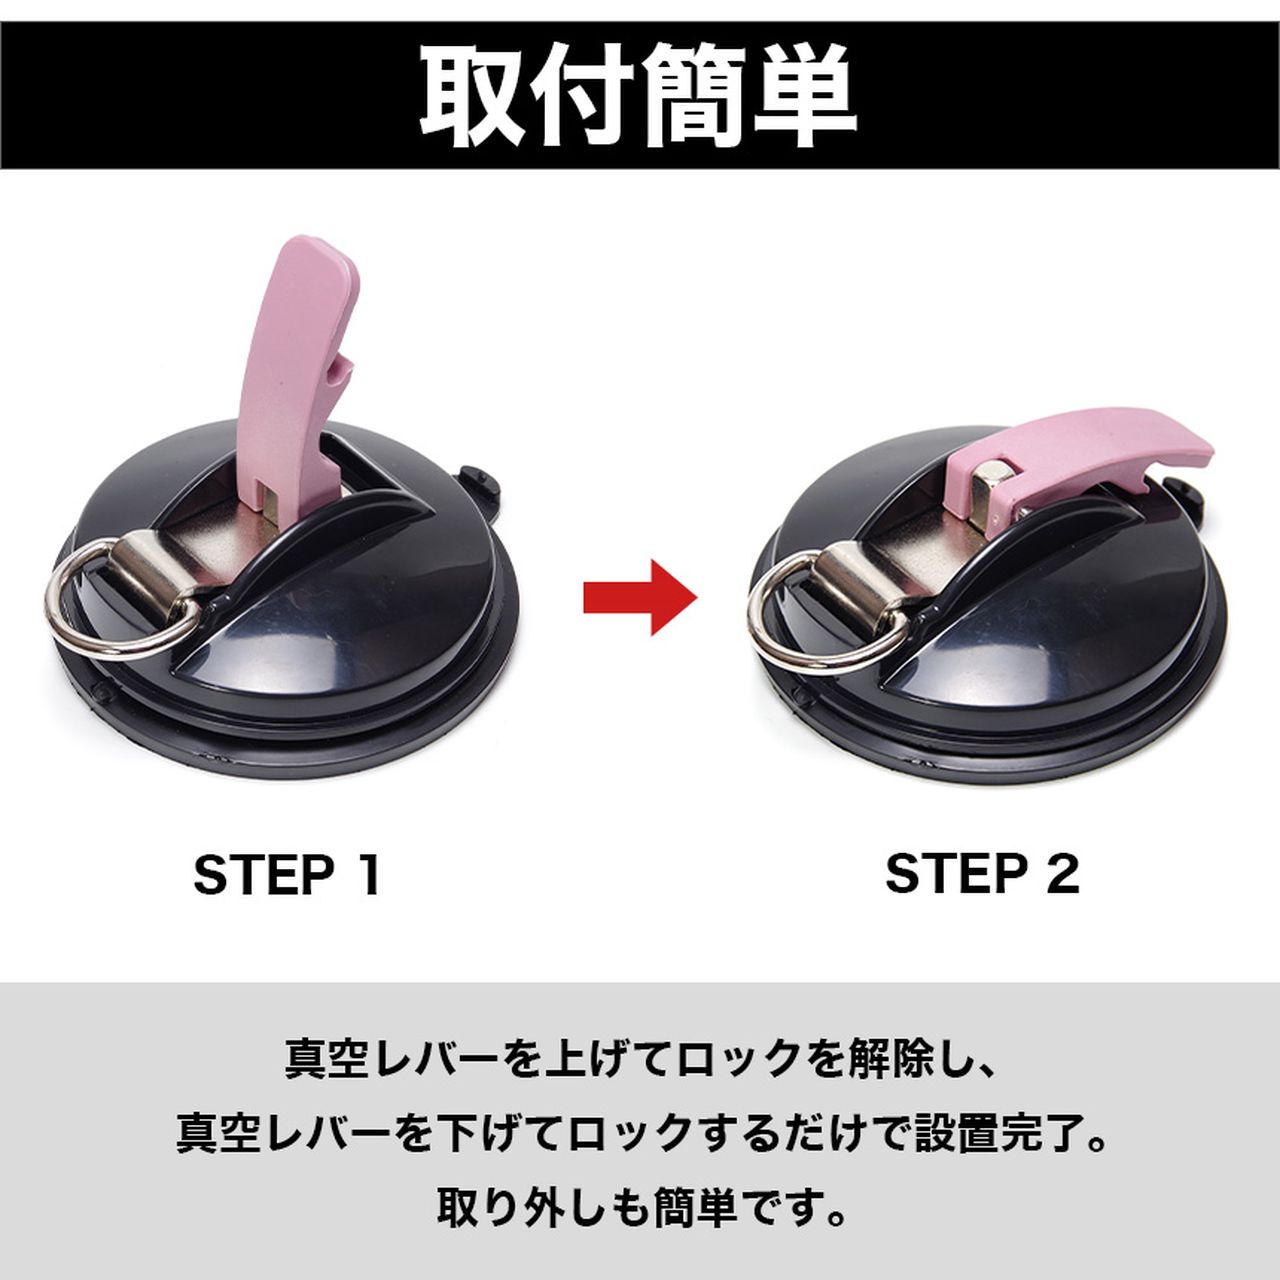 取付簡単
STEP 1
STEP 2
真空レバーを上げてロックを解除し、
真空レバーを下げてロックするだけで設置完了。
取り外しも簡単です。